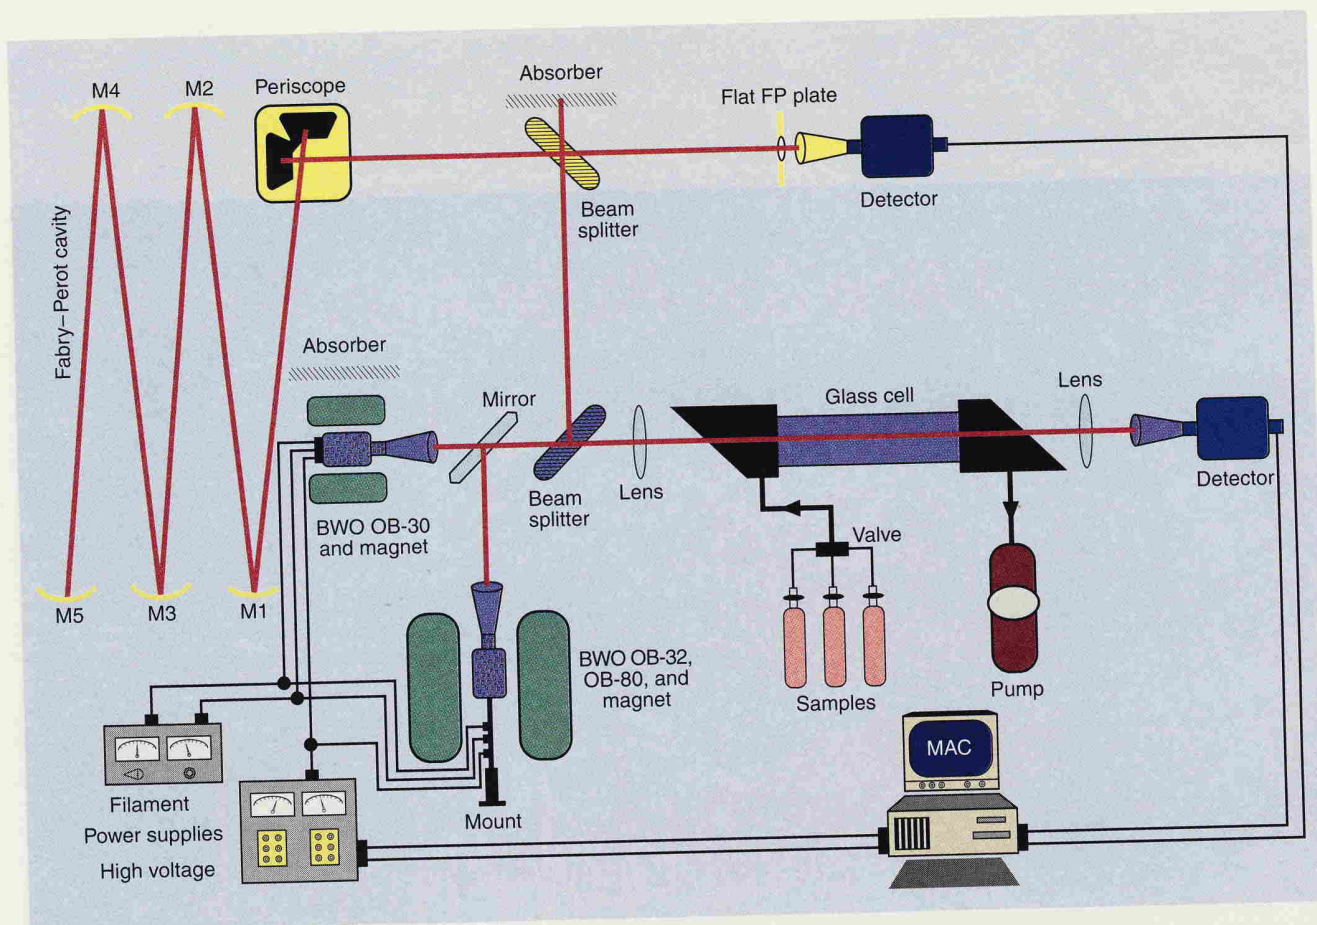 M4
M2
Periscope
Absorber
Flat FP plate
Detector
Beam
splitter
Fabry–Perot cavity
Absorber
Mirror
Glass cell
Lens
Detector
Lens
Beam
splitter
BWO OB-30
and magnet
Valve
M5
M3
M1
BWO OB-32,
OB-80, and
magnet
Samples
Pump
MAC
Filament
Power supplies
High voltage
Mount